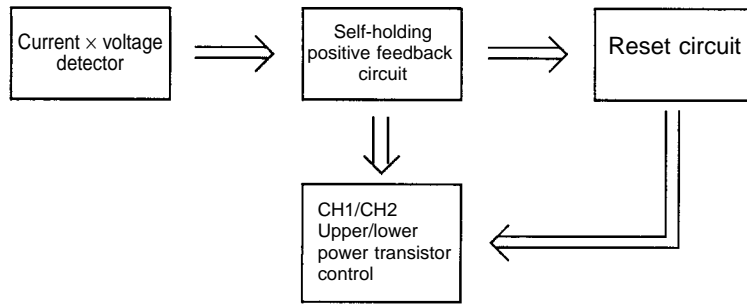 Current × voltage
detector
Self-holding
positive feedback
circuit
Reset circuit
CH1/CH2
Upper/lower
power transistor
control